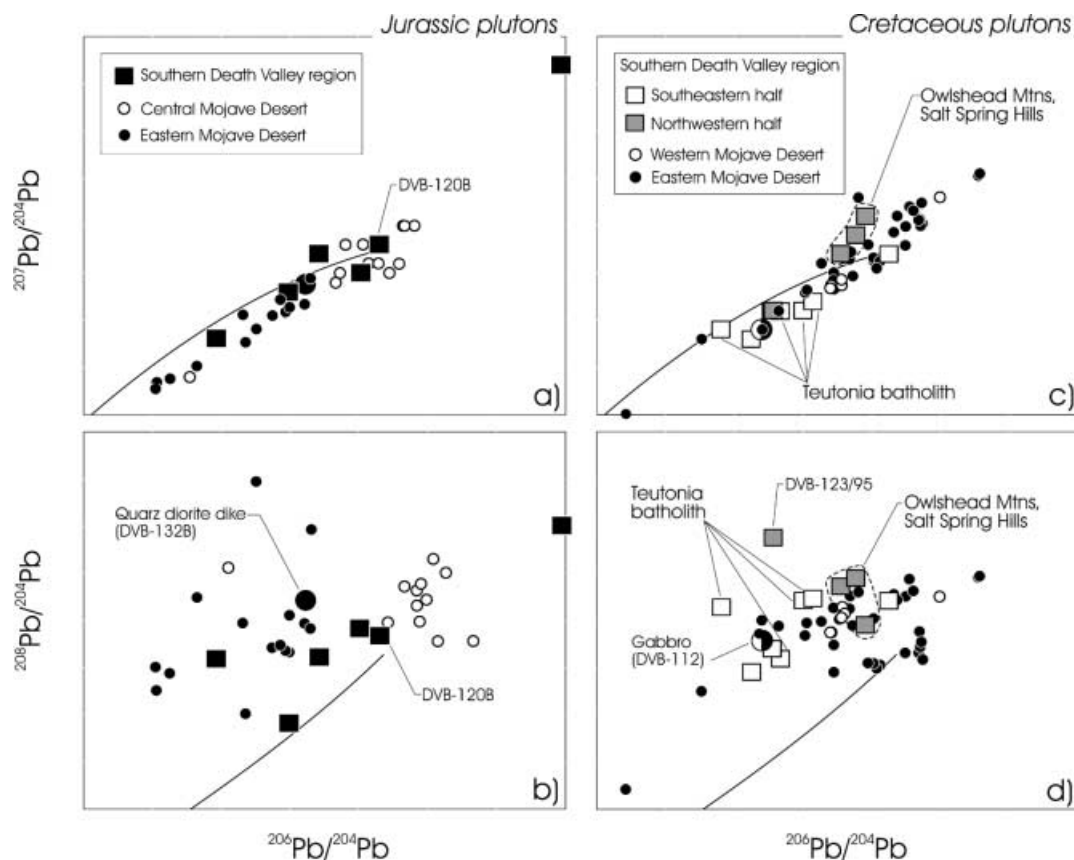 Jurassic plutons
Southern Death Valley region
Central Mojave Desert
Eastern Mojave Desert
DVB-120B
²⁰⁷Pb/²⁰⁴Pb
a)
Cretaceous plutons
Southern Death Valley region
Southeastern half
Northwestern half
Western Mojave Desert
Eastern Mojave Desert
Owlshead Mtns,
Salt Spring Hills
Teutonia batholith
c)
Quarz diorite dike
(DVB-132B)
DVB-120B
²⁰⁸Pb/²⁰⁴Pb
b)
²⁰⁶Pb/²⁰⁴Pb
Teutonia
batholith
DVB-123/95
Owlshead Mtns,
Salt Spring Hills
Gabbro
(DVB-112)
d)
²⁰⁶Pb/²⁰⁴Pb